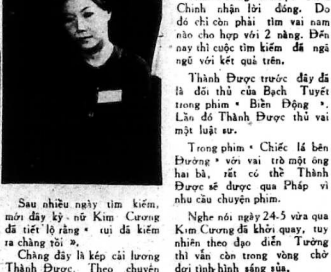 Sau nhiều ngày tìm kiếm,
mới đây kỳ-nữ Kim Cương
đã tiết lộ rằng « tụi đã kiếm
ra chàng rồi ».
Chàng đây là kép cải lương
Thành Được. Theo chuyện
Chinh nhận lời đóng. Do
đó chỉ còn phải tìm vai nam
nào cho hợp với 2 nàng. Đến
nay thì cuộc tìm kiếm đã ngã
ngũ với kết quả trên.
Thành Được trước đây đã
là đối thủ của Bạch Tuyết
trong phim « Biển Động ».
Lần đó Thành Được thủ vai
một luật sư.
Trong phim « Chiếc lá bên
Đường » với vai trò một ông
hai bà, rất có thể Thành
Được sẽ được qua Pháp vì
nhu cầu chuyện phim.
Nghe nói ngày 24-5 vừa qua
Kim Cương đã khởi quay, tuy
nhiên theo dhiễn Tường
thì vẫn còn trong vòng chờ
đợi tình hình sáng sủa.